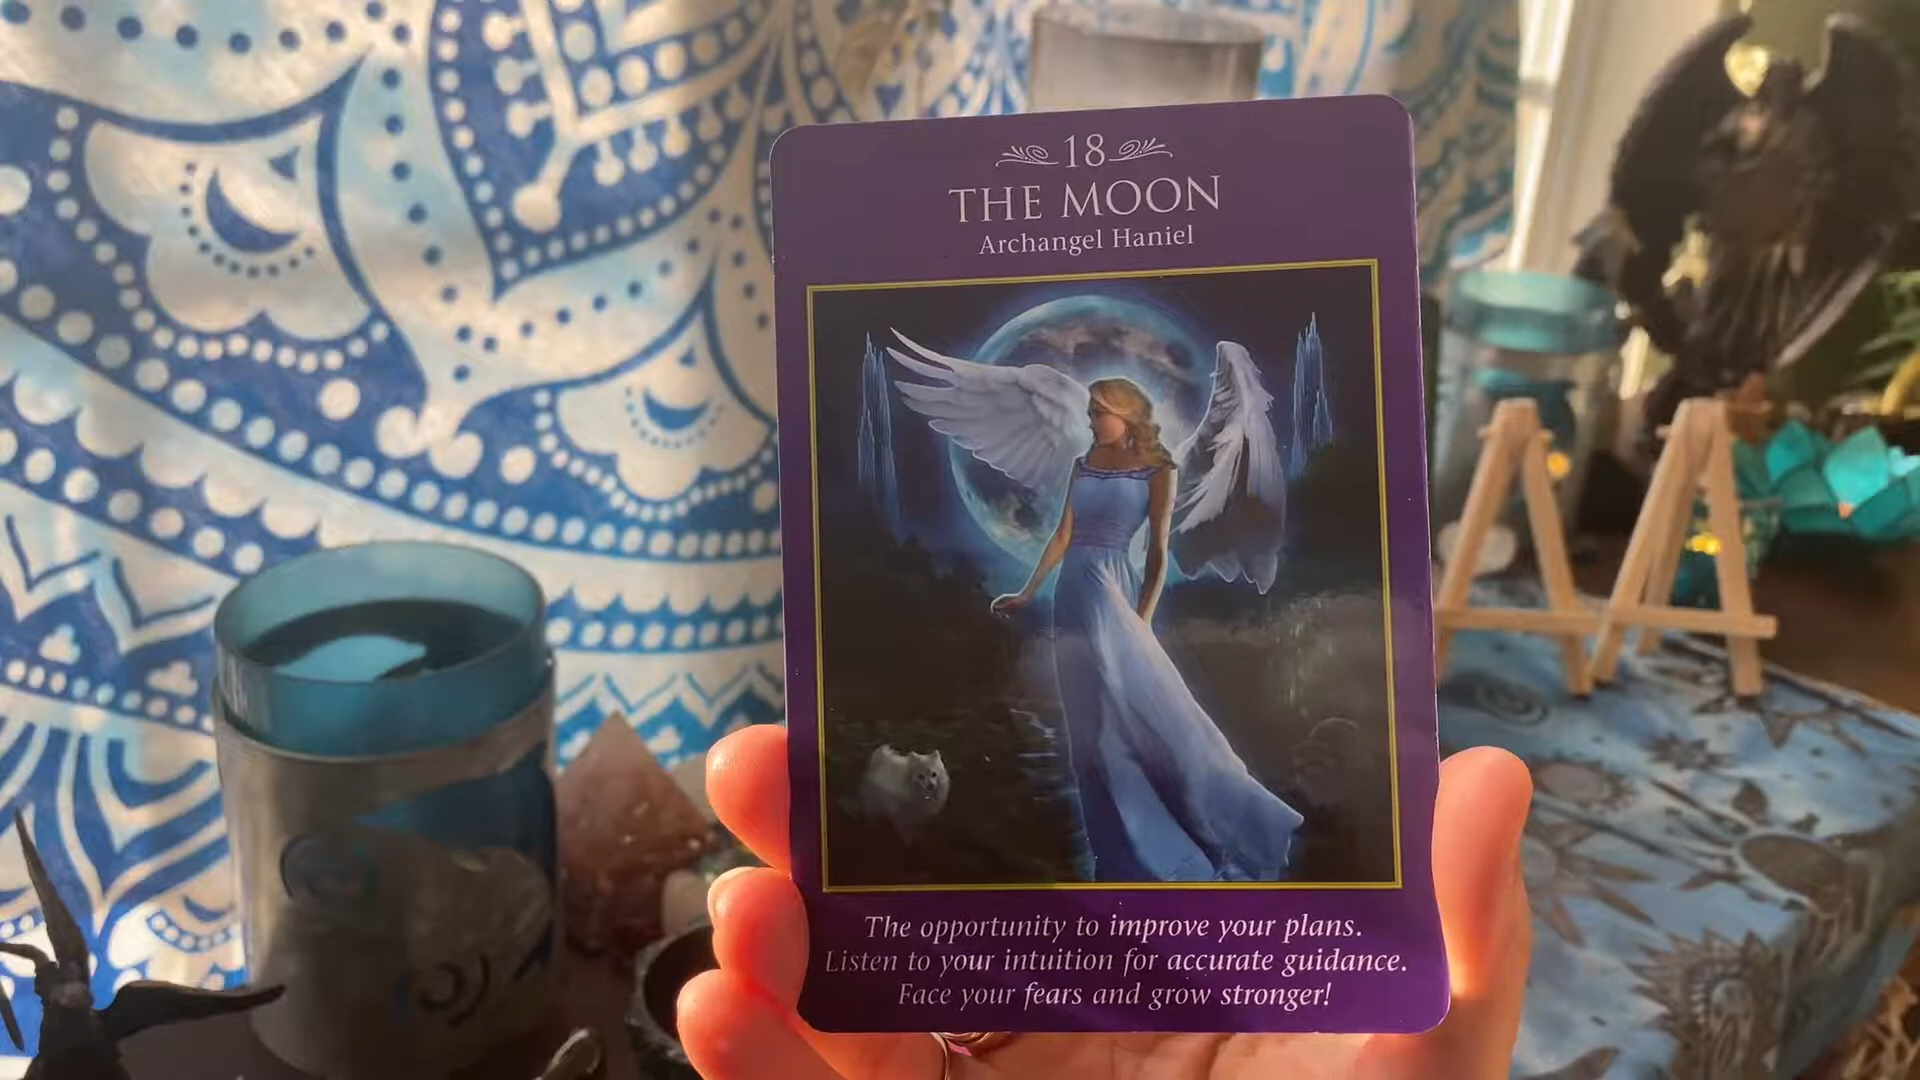 18
THE MOON
Archangel Haniel
The opportunity to improve your plans.
Listen to your intuition for accurate guidance.
Face your fears and grow stronger!